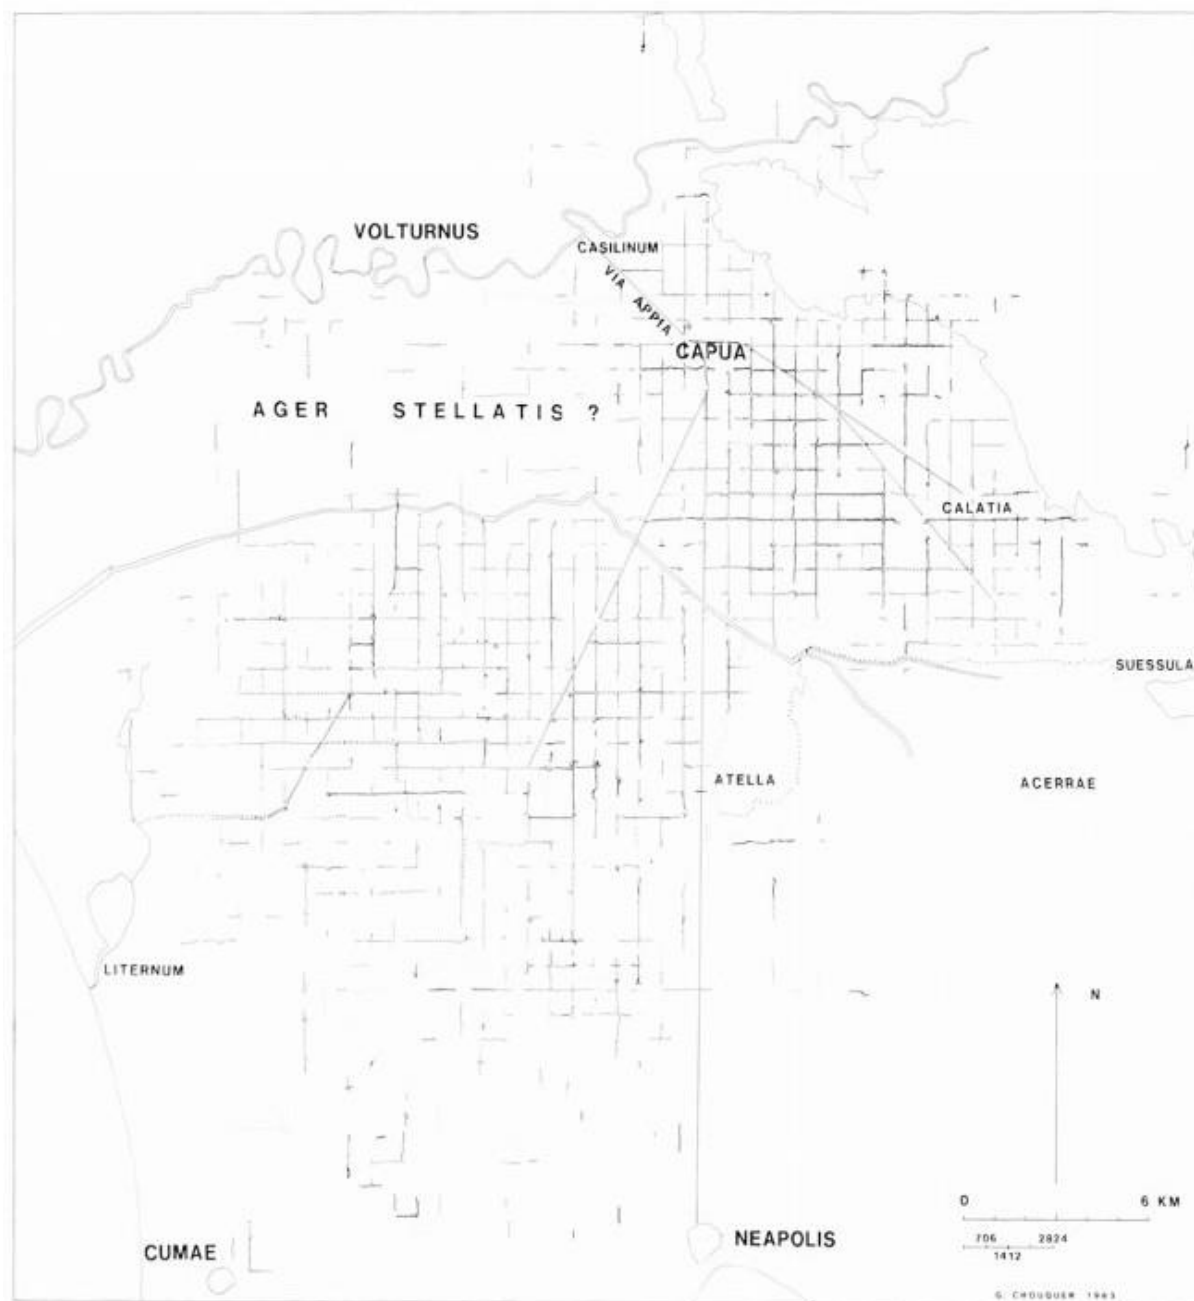 VOLTURNUS
CASILINUM
VIA APPIA
CAPUA
AGER STELLATIS ?
CALATIA
SUESSULA
ATELLA
ACERRAE
LITERNUM
N
0 6 KM
706 2824
1412
CUMAE
NEAPOLIS
G. CHOUQUER 1983